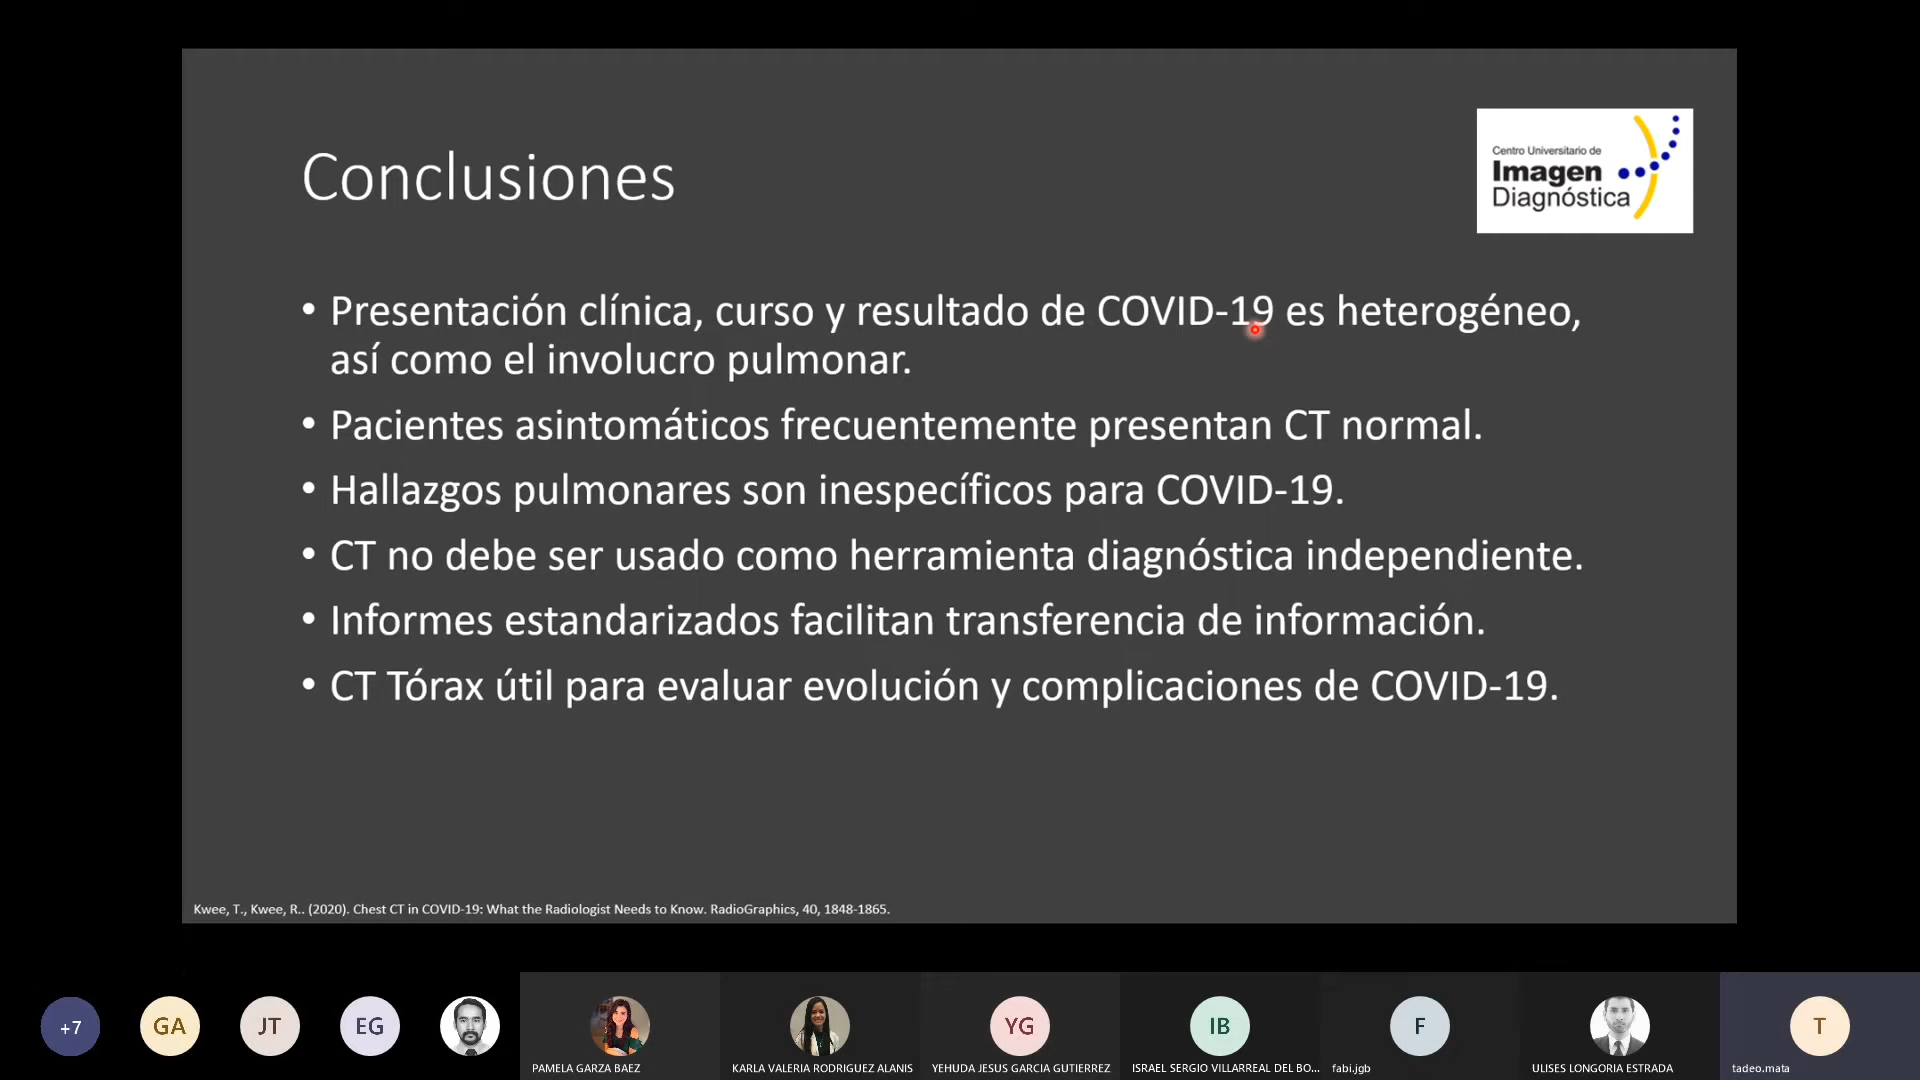 Conclusiones
Centro Universitario de
Imagen
Diagnóstica
• Presentación clínica, curso y resultado de COVID-19 es heterogéneo,
así como el involucro pulmonar.
• Pacientes asintomáticos frecuentemente presentan CT normal.
• Hallazgos pulmonares son inespecíficos para COVID-19.
• CT no debe ser usado como herramienta diagnóstica independiente.
• Informes estandarizados facilitan transferencia de información.
• CT Tórax útil para evaluar evolución y complicaciones de COVID-19.
Kwee, T., Kwee, R.. (2020). Chest CT in COVID-19: What the Radiologist Needs to Know. RadioGraphics, 40, 1848-1865.
+7
GA
JT
EG
YG
IB
F
T
PAMELA GARZA BAEZ
KARLA VALERIA RODRIGUEZ ALANIS
YEHUDA JESUS GARCIA GUTIERREZ
ISRAEL SERGIO VILLARREAL DEL BO...
fabi.jgb
ULISES LONGORIA ESTRADA
tadeo.mata